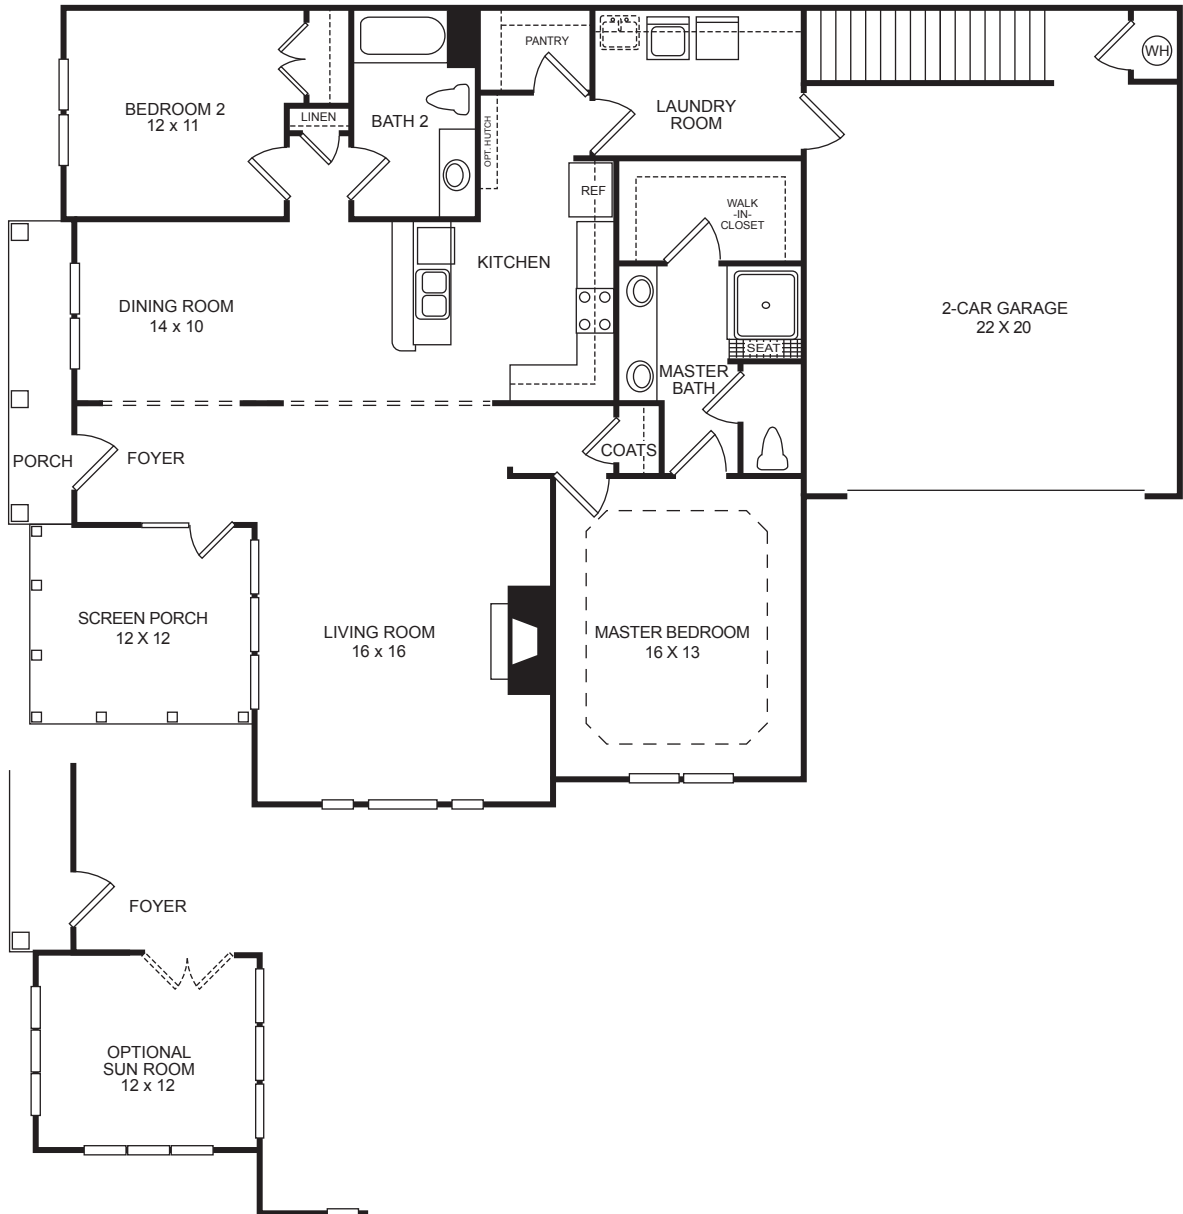 PANTRY
WH
BEDROOM 2
12 x 11
LINEN
BATH 2
OPT. HUTCH
LAUNDRY
ROOM
REF
WALK
-IN-
CLOSET
KITCHEN
DINING ROOM
14 x 10
2-CAR GARAGE
22 X 20
SEAT
MASTER
BATH
COATS
PORCH
FOYER
SCREEN PORCH
12 X 12
LIVING ROOM
16 x 16
MASTER BEDROOM
16 X 13
FOYER
OPTIONAL
SUN ROOM
12 x 12